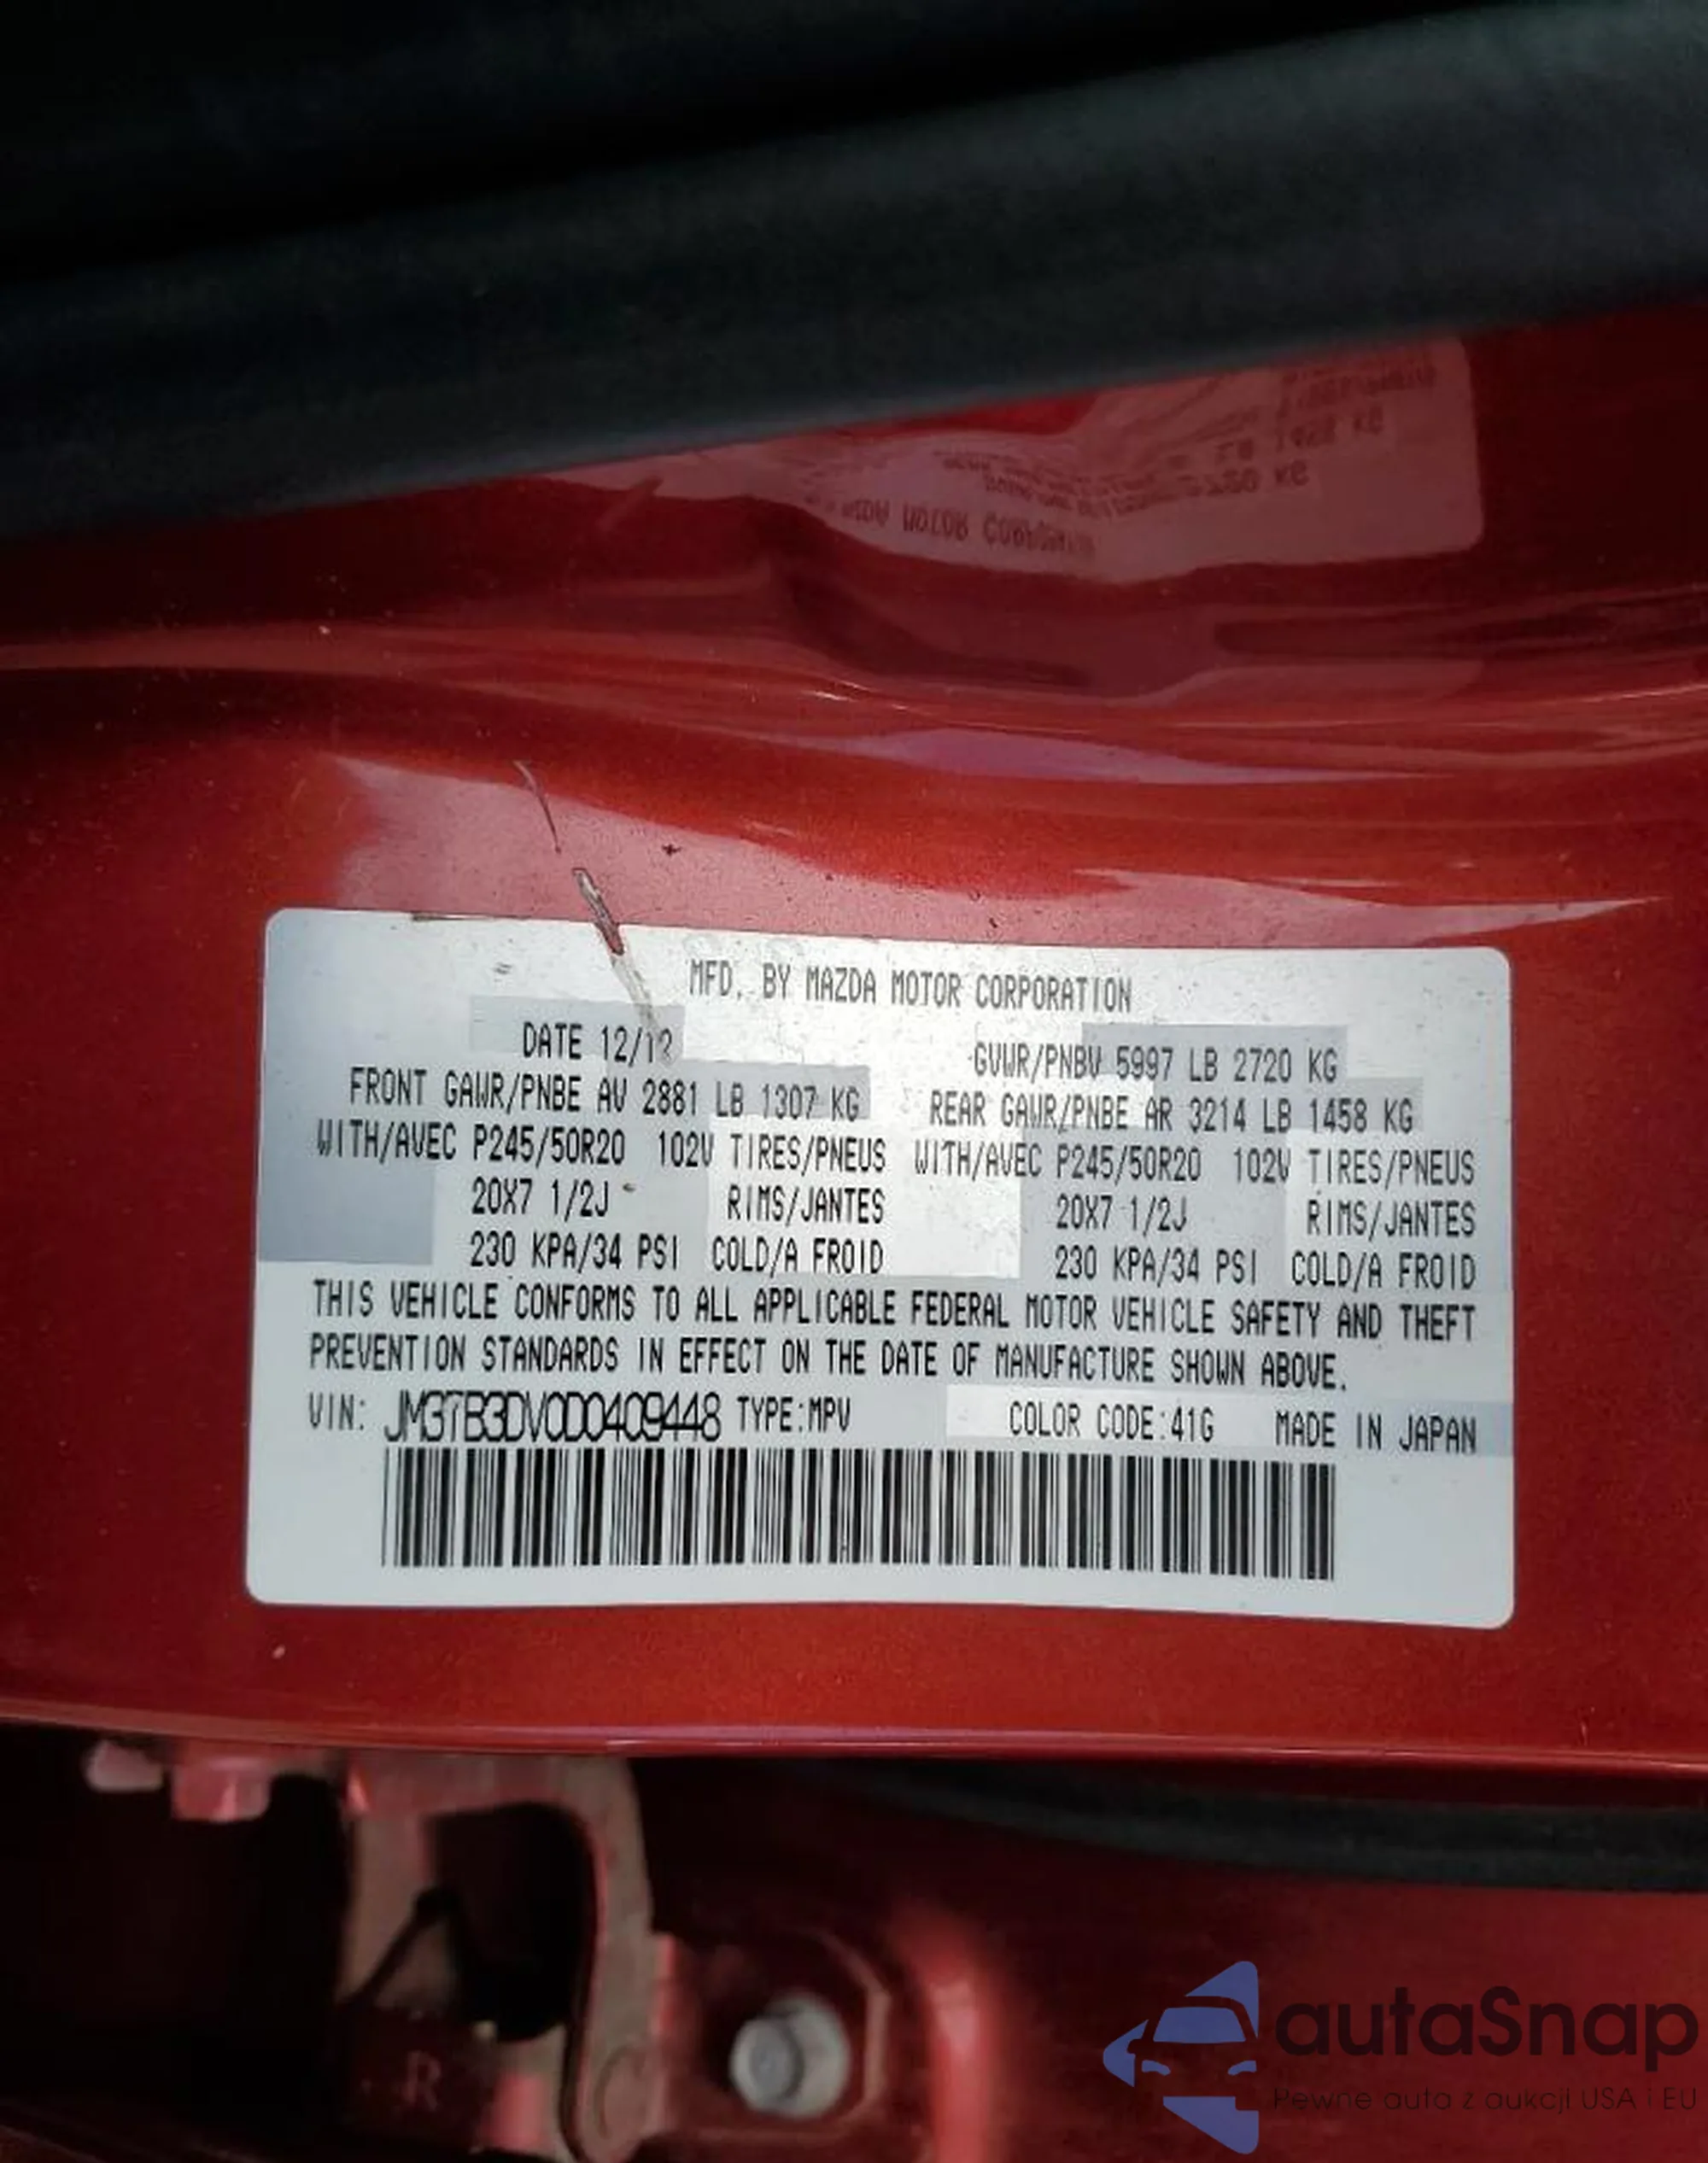 MFD. BY MAZDA MOTOR CORPORATION
DATE 12/12 GVWR/PNBV 5997 LB 2720 KG
FRONT GAWR/PNBE AV 2881 LB 1307 KG REAR GAWR/PNBE AR 3214 LB 1458 KG
WITH/AVEC P245/50R20 102V TIRES/PNEUS WITH/AVEC P245/50R20 102V TIRES/PNEUS
20X7 1/2J RIMS/JANTES 20X7 1/2J RIMS/JANTES
230 KPA/34 PSI COLD/A FROID 230 KPA/34 PSI COLD/A FROID
THIS VEHICLE CONFORMS TO ALL APPLICABLE FEDERAL MOTOR VEHICLE SAFETY AND THEFT
PREVENTION STANDARDS IN EFFECT ON THE DATE OF MANUFACTURE SHOWN ABOVE.
VIN: JM3TB3DV0D0409448 TYPE:MPV COLOR CODE:41G MADE IN JAPAN
R
autaSnap
Pewne auta z aukcji USA i EU